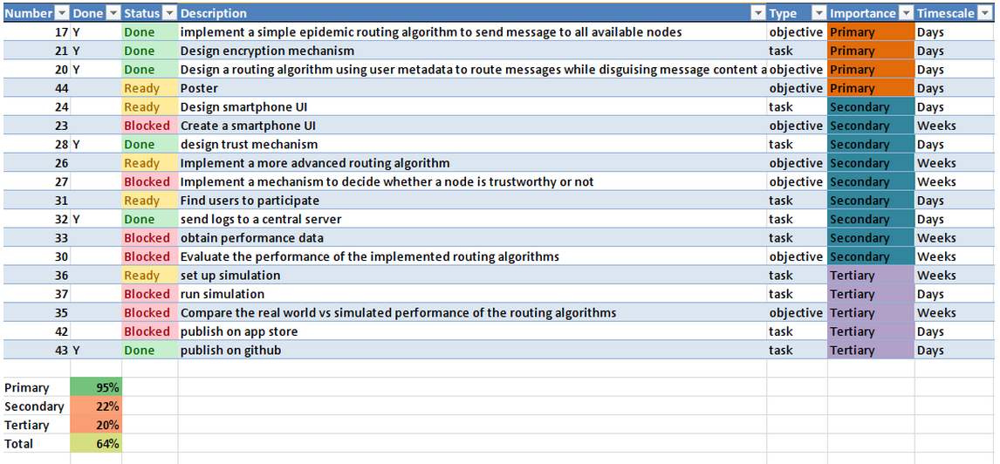 Number Done Status Description Type Importance Timescale
17 Y Done implement a simple epidemic routing algorithm to send message to all available nodes objective Primary Days
21 Y Done Design encryption mechanism task Primary Days
20 Y Done Design a routing algorithm using user metadata to route messages while disguising message content a objective Primary Days
44 Ready Poster objective Primary Days
24 Ready Design smartphone UI task Secondary Days
23 Blocked Create a smartphone UI objective Secondary Weeks
28 Y Done design trust mechanism task Secondary Days
26 Ready Implement a more advanced routing algorithm objective Secondary Weeks
27 Blocked Implement a mechanism to decide whether a node is trustworthy or not objective Secondary Weeks
31 Ready Find users to participate task Secondary Days
32 Y Done send logs to a central server task Secondary Days
33 Blocked obtain performance data task Secondary Weeks
30 Blocked Evaluate the performance of the implemented routing algorithms objective Secondary Weeks
36 Ready set up simulation task Tertiary Weeks
37 Blocked run simulation task Tertiary Days
35 Blocked Compare the real world vs simulated performance of the routing algorithms objective Tertiary Weeks
42 Blocked publish on app store task Tertiary Days
43 Y Done publish on github task Tertiary Days
Primary 95%
Secondary 22%
Tertiary 20%
Total 64%